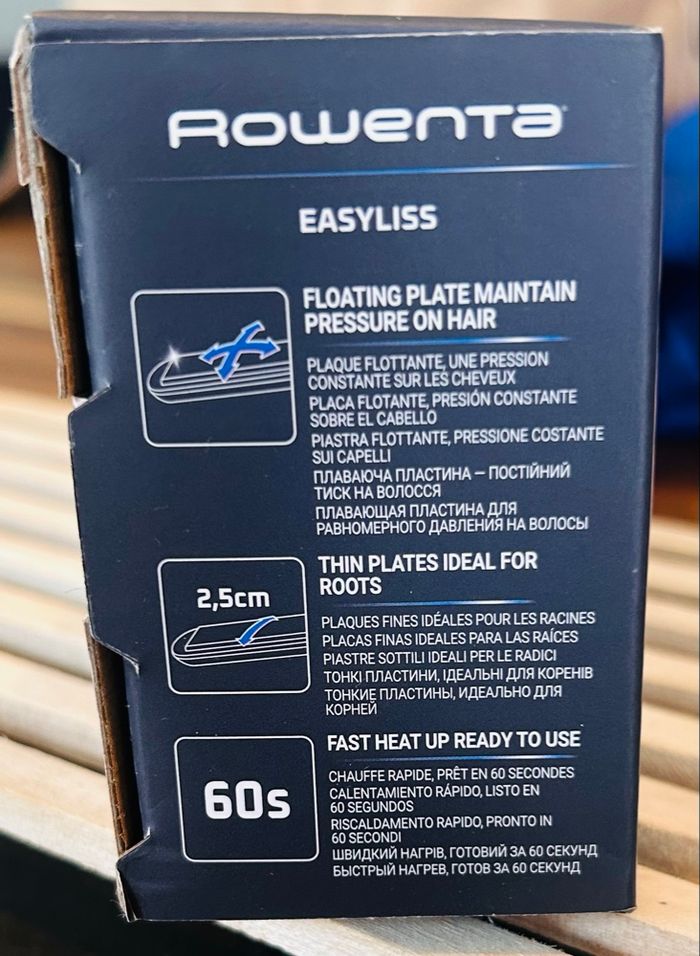 Rowenta
EASYLISS
FLOATING PLATE MAINTAIN
PRESSURE ON HAIR
PLAQUE FLOTTANTE, UNE PRESSION
CONSTANTE SUR LES CHEVEUX
PLACA FLOTANTE, PRESIÓN CONSTANTE
SOBRE EL CABELLO
PIASTRA FLOTTANTE, PRESSIONE COSTANTE
SUI CAPELLI
ПЛАВАЮЧА ПЛАСТИНА – ПОСТІЙНИЙ
ТИСК НА ВОЛОССЯ
ПЛАВАЮЩАЯ ПЛАСТИНА ДЛЯ
РАВНОМЕРНОГО ДАВЛЕНИЯ НА ВОЛОСЫ
2,5cm
THIN PLATES IDEAL FOR
ROOTS
PLAQUES FINES IDÉALES POUR LES RACINES
PLACAS FINAS IDEALES PARA LAS RAÍCES
PIASTRE SOTTILI IDEALI PER LE RADICI
ТОНКІ ПЛАСТИНИ, ІДЕАЛЬНІ ДЛЯ КОРЕНІВ
ТОНКИЕ ПЛАСТИНЫ, ИДЕАЛЬНО ДЛЯ
КОРНЕЙ
60s
FAST HEAT UP READY TO USE
CHAUFFE RAPIDE, PRÊT EN 60 SECONDES
CALENTAMIENTO RÁPIDO, LISTO EN
60 SEGUNDOS
RISCALDAMENTO RAPIDO, PRONTO IN
60 SECONDI
ШВИДКИЙ НАГРІВ, ГОТОВИЙ ЗА 60 СЕКУНД
БЫСТРЫЙ НАГРЕВ, ГОТОВ ЗА 60 СЕКУНД